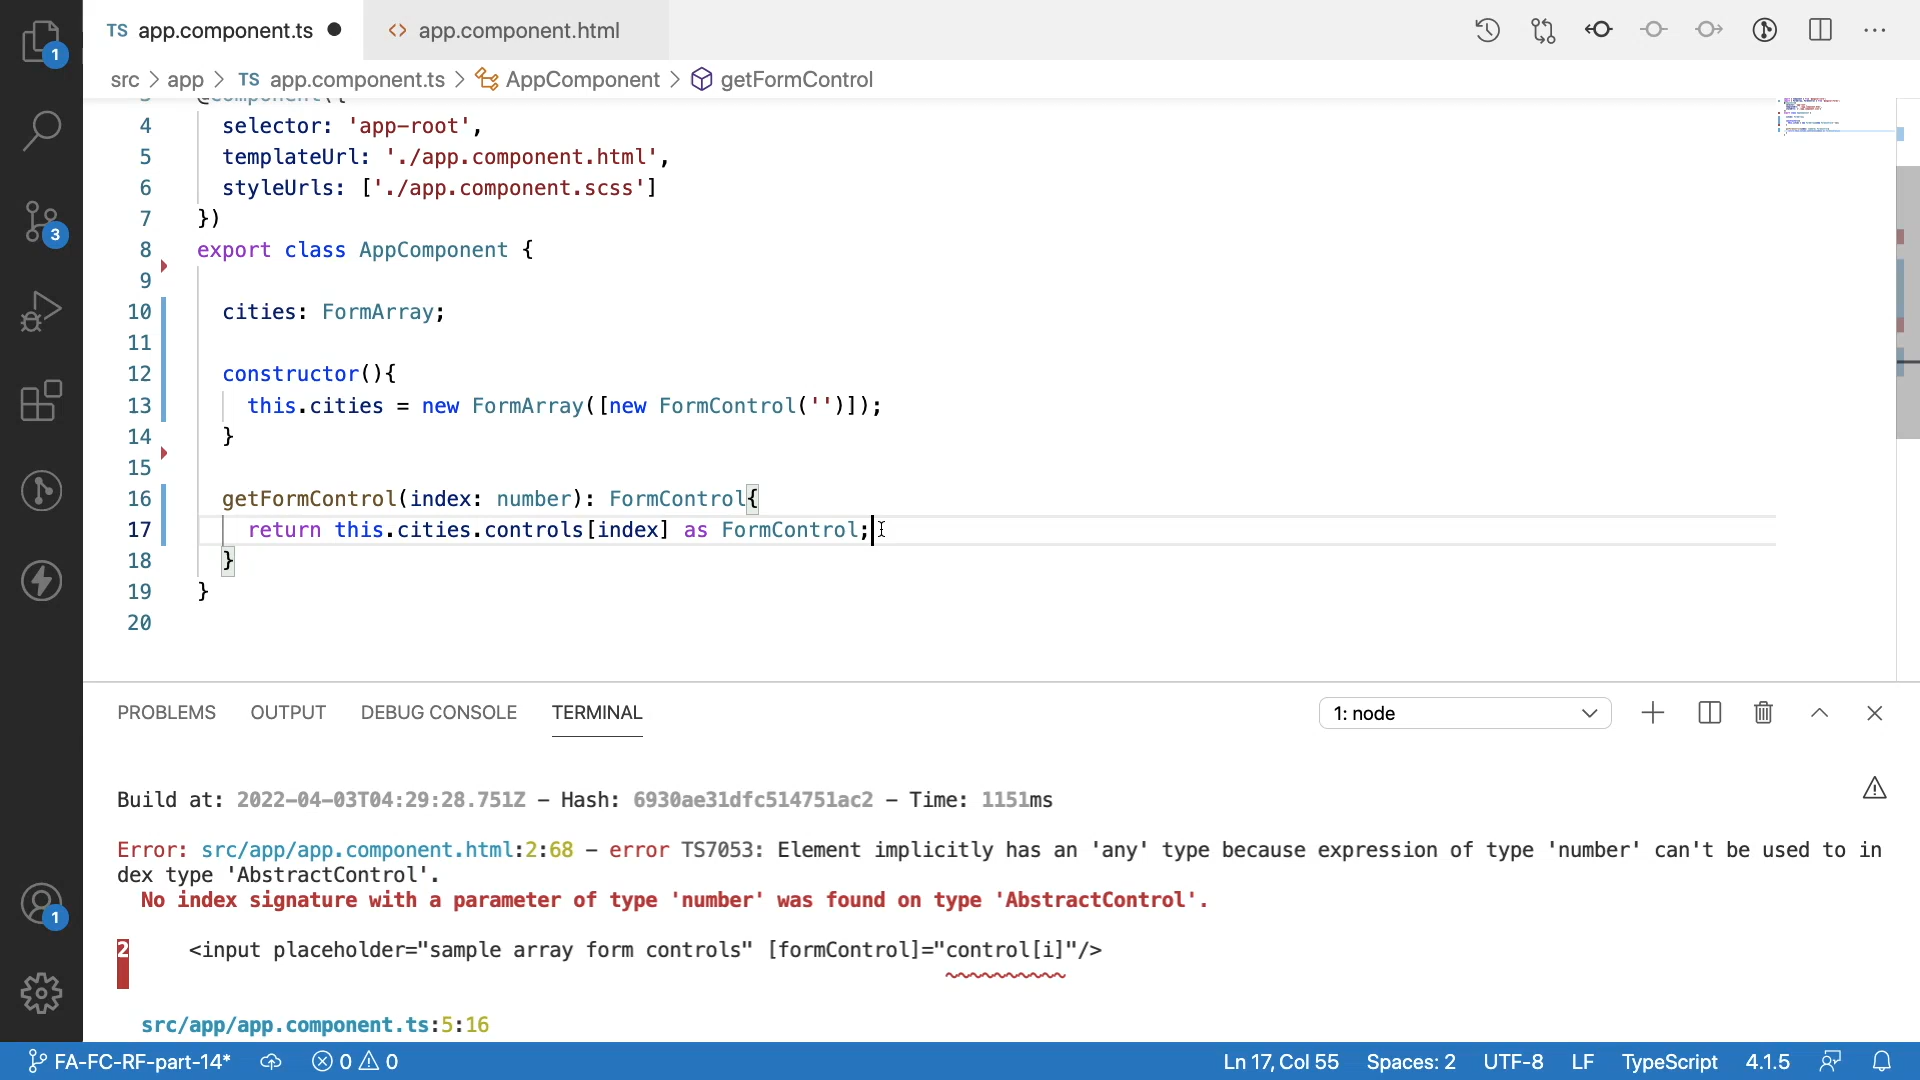 1
TS app.component.ts
<> app.component.html
src > app > TS app.component.ts > AppComponent > getFormControl
4 selector: 'app-root',
5 templateUrl: './app.component.html',
6 styleUrls: ['./app.component.scss']
7 })
8 export class AppComponent {
9
10 cities: FormArray;
11
12 constructor(){
13 this.cities = new FormArray([new FormControl('')]);
14 }
15
16 getFormControl(index: number): FormControl{
17 return this.cities.controls[index] as FormControl;
18 }
19 }
20
3
1
PROBLEMS OUTPUT DEBUG CONSOLE TERMINAL 1: node
Build at: 2022-04-03T04:29:28.751Z - Hash: 6930ae31dfc514751ac2 - Time: 1151ms
Error: src/app/app.component.html:2:68 - error TS7053: Element implicitly has an 'any' type because expression of type 'number' can't be used to in
dex type 'AbstractControl'.
No index signature with a parameter of type 'number' was found on type 'AbstractControl'.
2 <input placeholder="sample array form controls" [formControl]="control[i]"/>
src/app/app.component.ts:5:16
FA-FC-RF-part-14* 0 0 Ln 17, Col 55 Spaces: 2 UTF-8 LF TypeScript 4.1.5